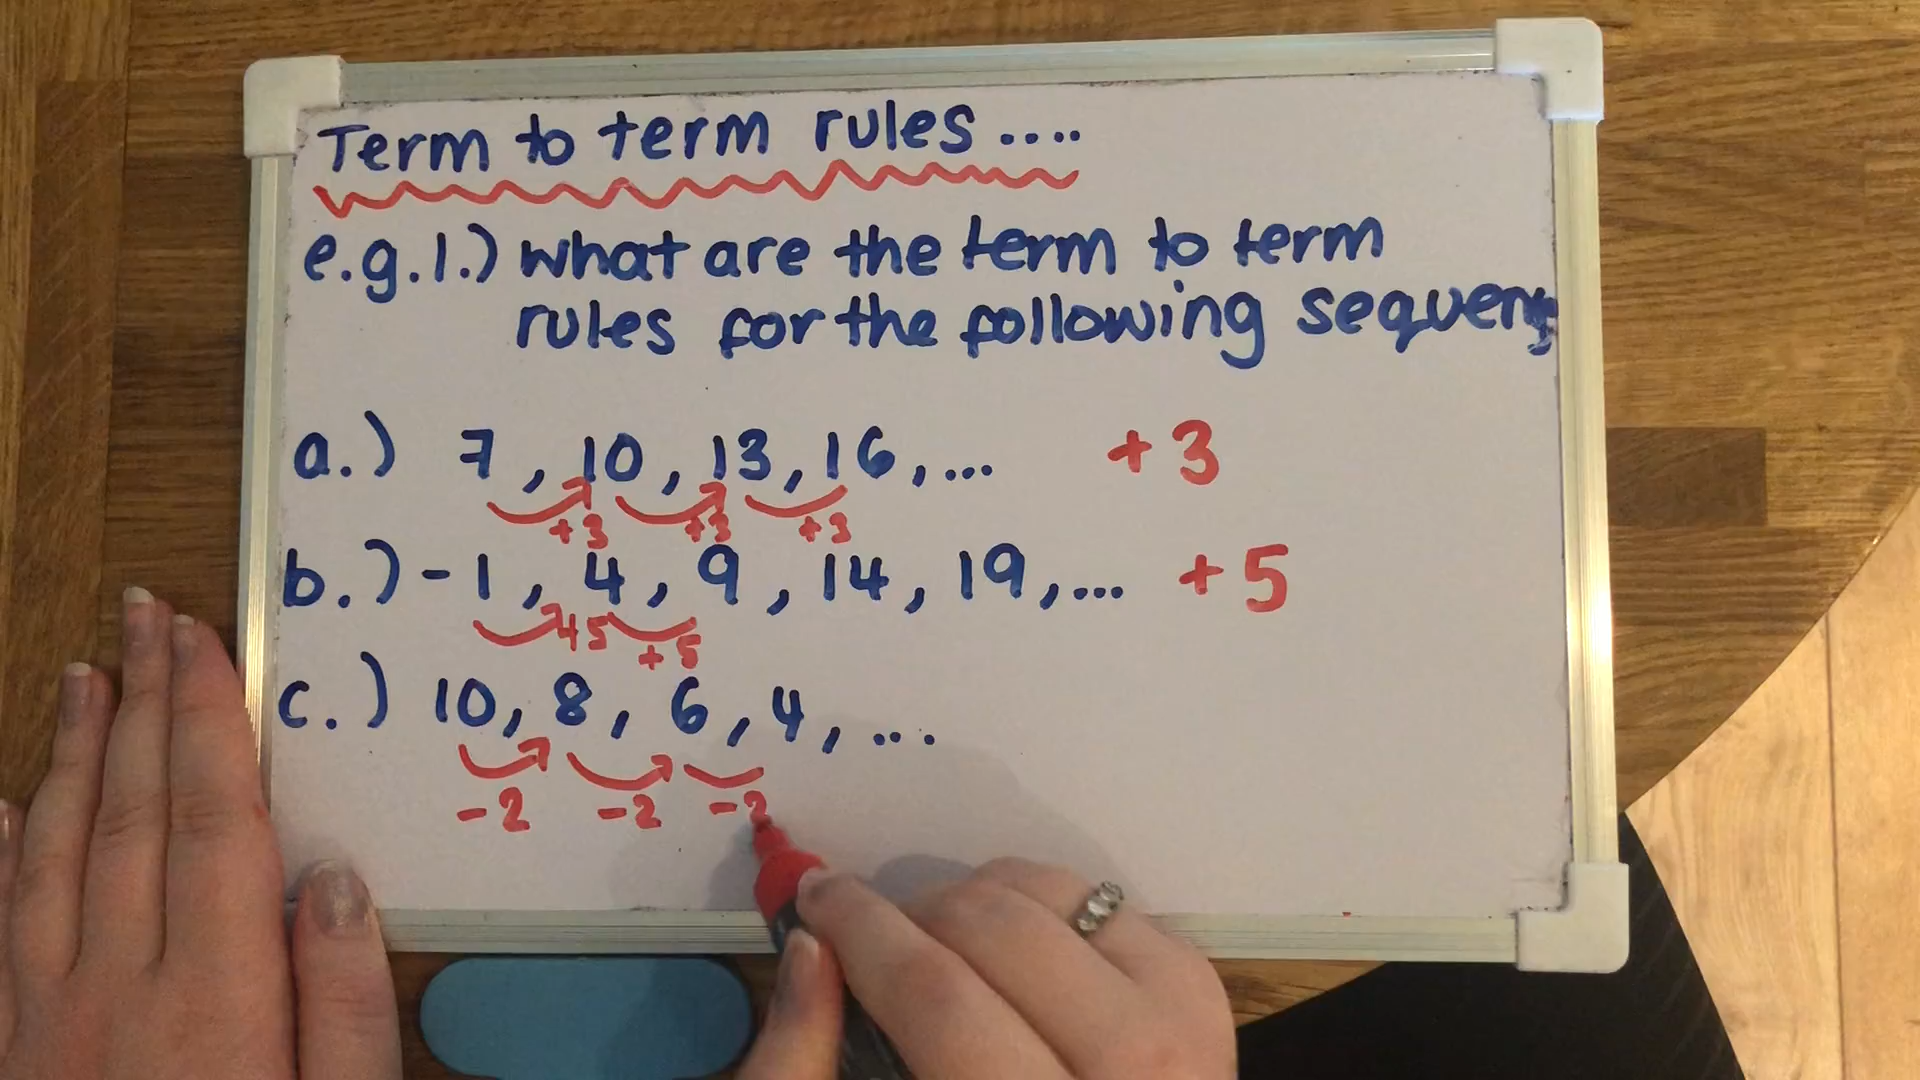 Term to term rules....
e.g.1.) what are the term to term
rules for the following
a.) 7, 10, 13, 16, ... +3
+3 +3 +3
b.) -1, 4, 9, 14, 19, ... +5
+5 +5
c.) 10, 8, 6, 4, ...
-2 -2 -2